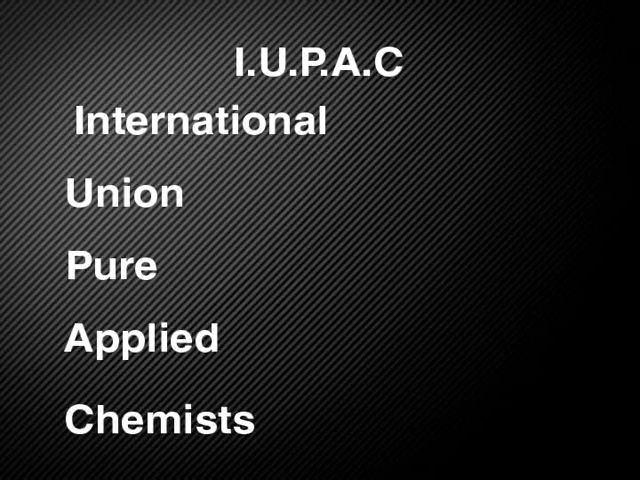 I.U.P.A.C
International
Union
Pure
Applied
Chemists